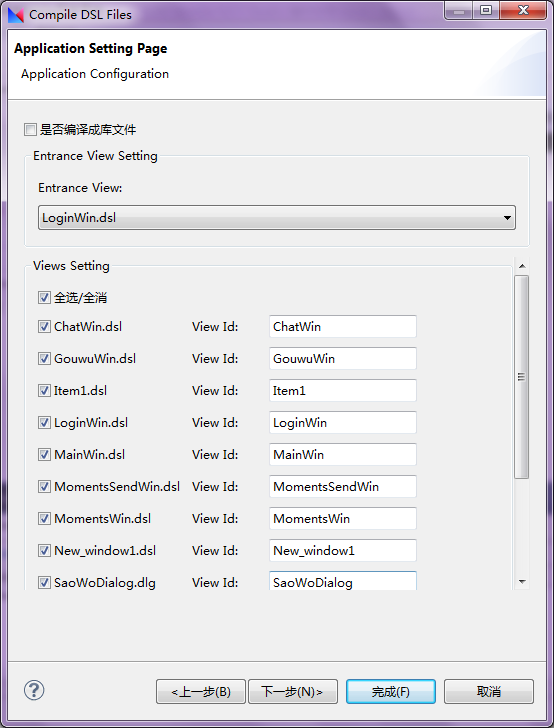 Compile DSL Files
Application Setting Page
Application Configuration
是否编译成库文件
Entrance View Setting
Entrance View:
LoginWin.dsl
Views Setting
全选/全消
ChatWin.dsl View Id: ChatWin
GouwuWin.dsl View Id: GouwuWin
Item1.dsl View Id: Item1
LoginWin.dsl View Id: LoginWin
MainWin.dsl View Id: MainWin
MomentsSendWin.dsl View Id: MomentsSendWin
MomentsWin.dsl View Id: MomentsWin
New_window1.dsl View Id: New_window1
SaoWoDialog.dlg View Id: SaoWoDialog
? <上一步(B) 下一步(N)> 完成(F) 取消